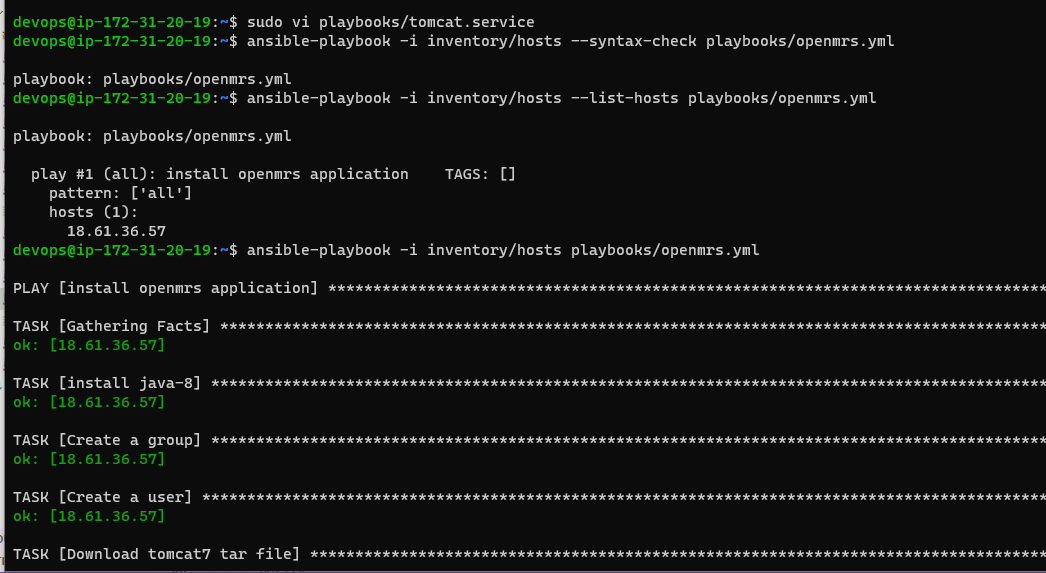 devops@ip-172-31-20-19:~$ sudo vi playbooks/tomcat.service
devops@ip-172-31-20-19:~$ ansible-playbook -i inventory/hosts --syntax-check playbooks/openmrs.yml
playbook: playbooks/openmrs.yml
devops@ip-172-31-20-19:~$ ansible-playbook -i inventory/hosts --list-hosts playbooks/openmrs.yml
playbook: playbooks/openmrs.yml
play #1 (all): install openmrs application    TAGS: []
pattern: ['all']
hosts (1):
18.61.36.57
devops@ip-172-31-20-19:~$ ansible-playbook -i inventory/hosts playbooks/openmrs.yml
PLAY [install openmrs application] ********************************************************************************
TASK [Gathering Facts] ********************************************************************************************
ok: [18.61.36.57]
TASK [install java-8] *********************************************************************************************
ok: [18.61.36.57]
TASK [Create a group] *********************************************************************************************
ok: [18.61.36.57]
TASK [Create a user] **********************************************************************************************
ok: [18.61.36.57]
TASK [Download tomcat7 tar file] **********************************************************************************